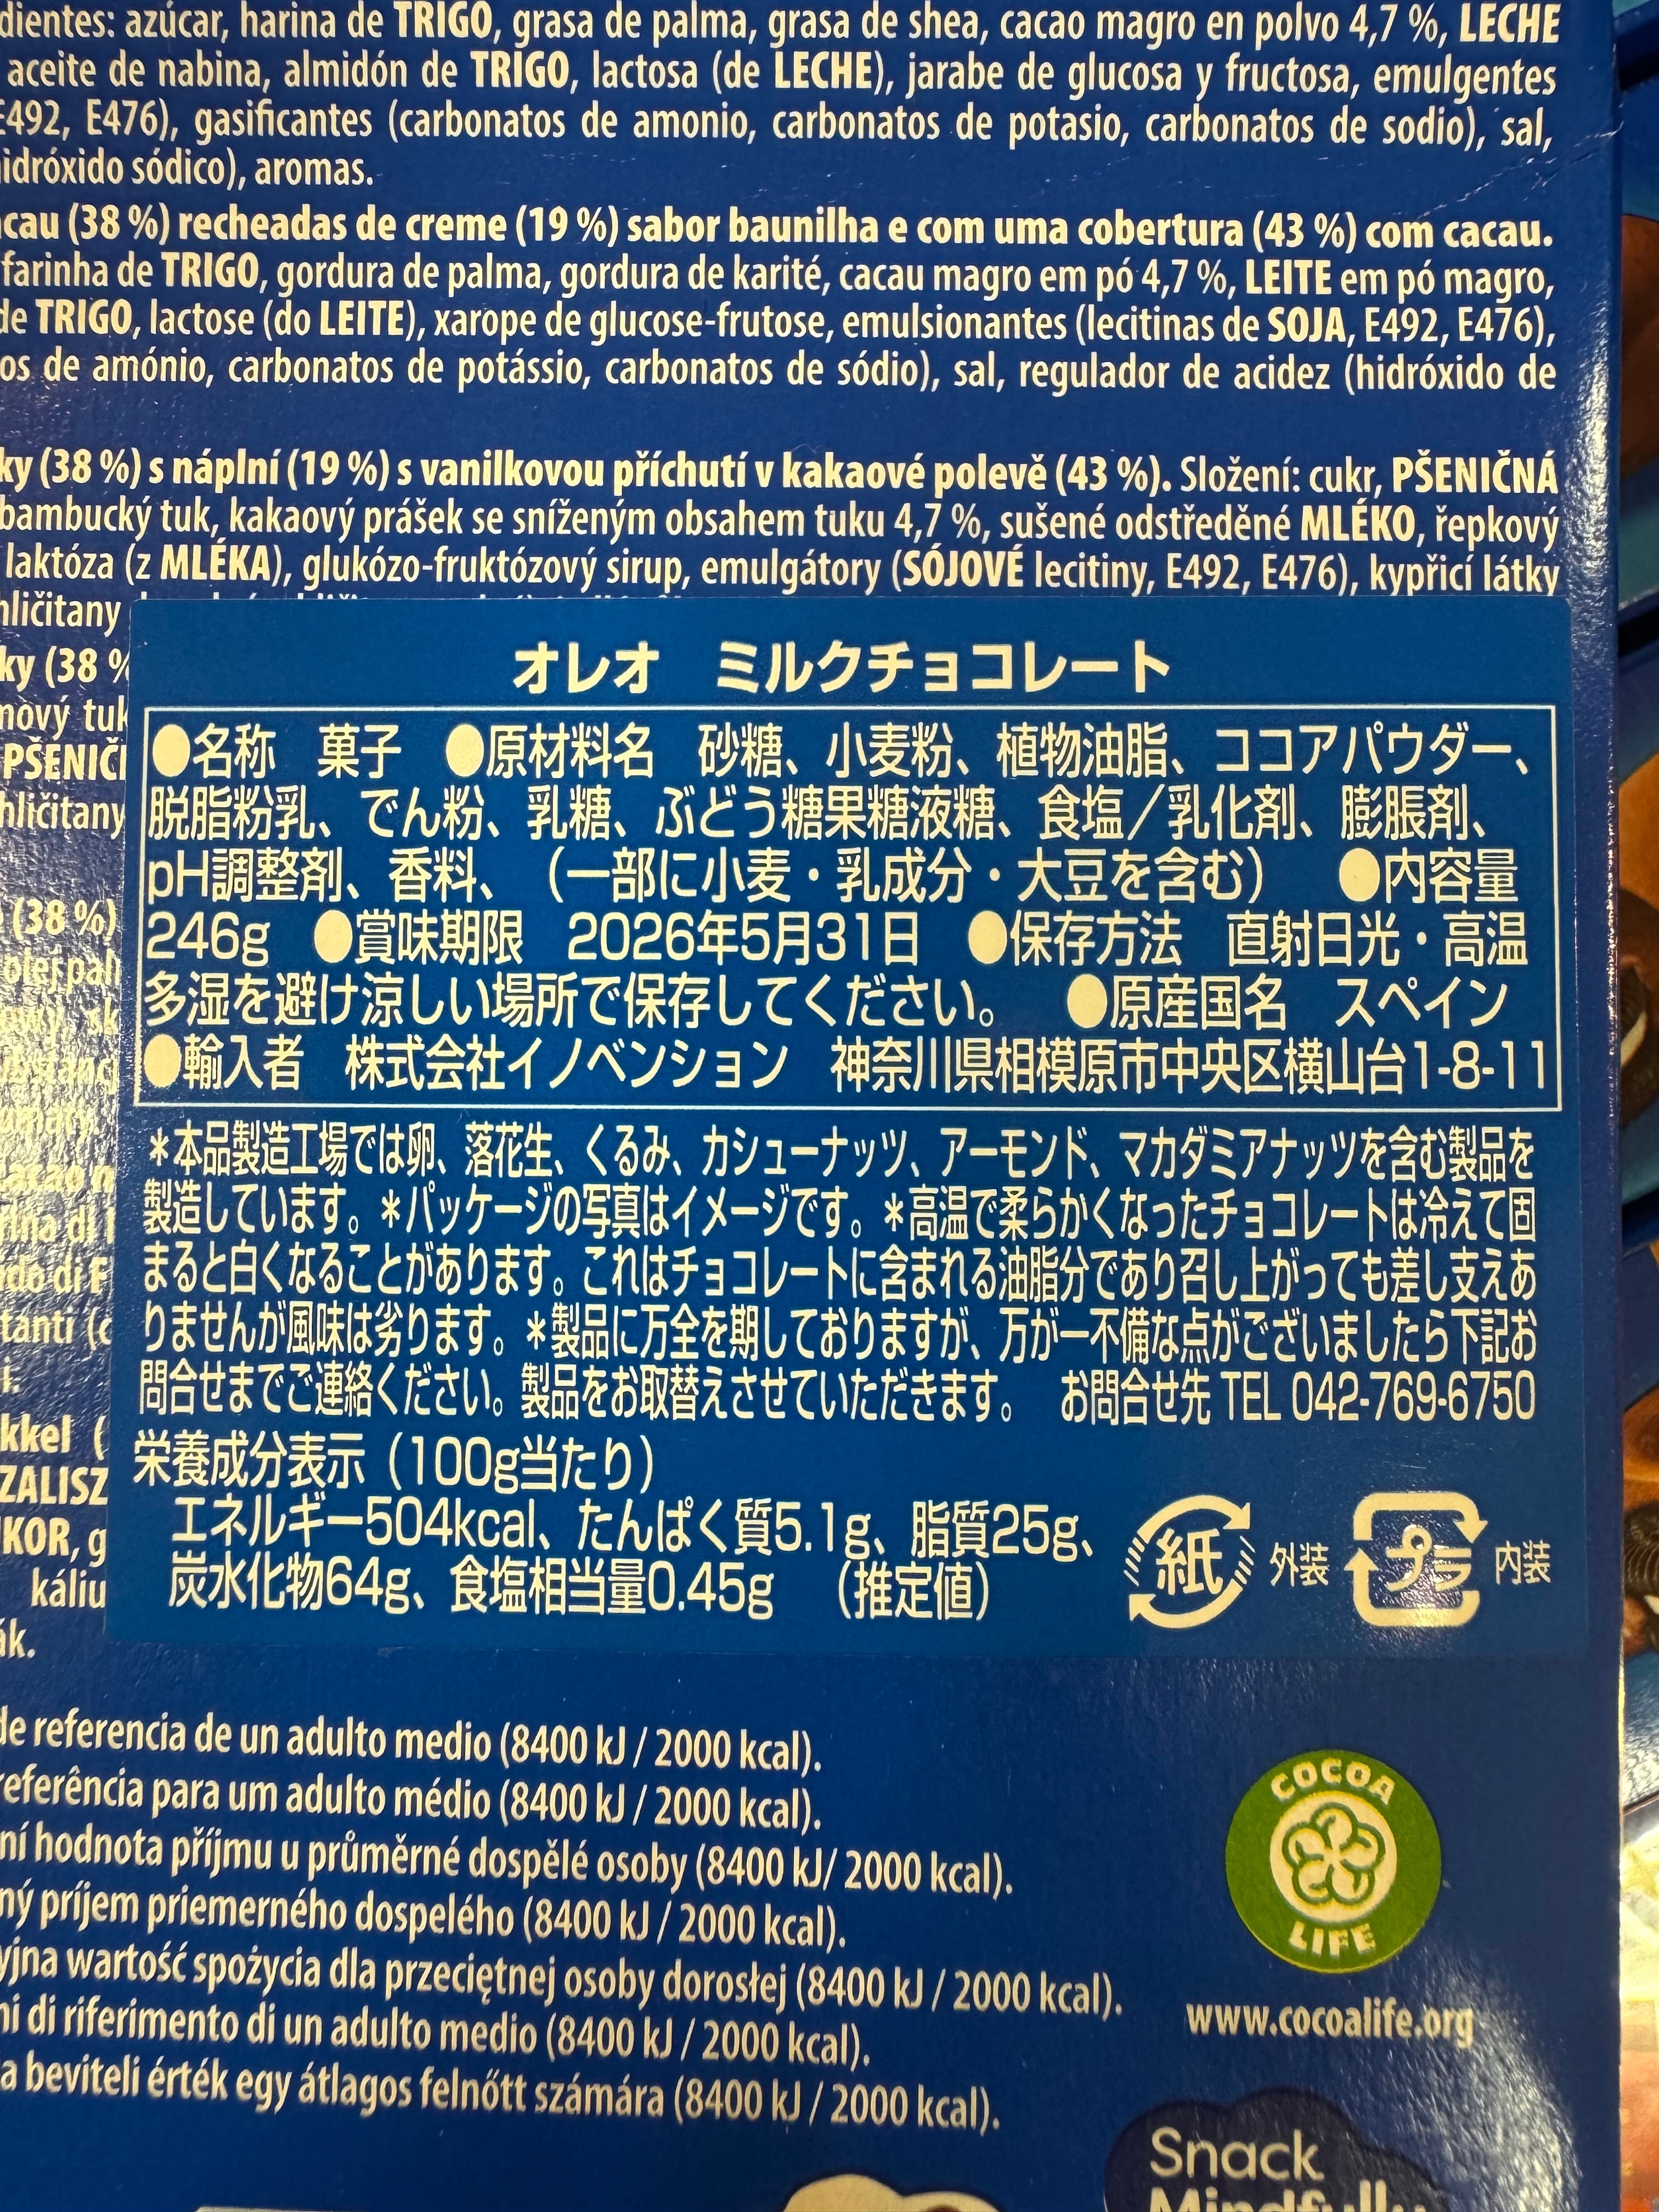 dientes: azúcar, harina de TRIGO, grasa de palma, grasa de shea, cacao magro en polvo 4,7 %, LECHE
aceite de nabina, almidón de TRIGO, lactosa (de LECHE), jarabe de glucosa y fructosa, emulgentes
E492, E476), gasificantes (carbonatos de amonio, carbonatos de potasio, carbonatos de sodio), sal,
hidróxido sódico), aromas.
cau (38 %) recheadas de creme (19 %) sabor baunilha e com uma cobertura (43 %) com cacau.
farinha de TRIGO, gordura de palma, gordura de karité, cacau magro em pó 4,7 %, LEITE em pó magro,
de TRIGO, lactose (do LEITE), xarope de glucose-frutose, emulsionantes (lecitinas de SOJA, E492, E476),
os de amónio, carbonatos de potássio, carbonatos de sódio), sal, regulador de acidez (hidróxido de
ky (38 %) s náplní (19 %) s vanilkovou příchutí v kakaové polevě (43 %). Složení: cukr, PŠENIČNÁ
bambucký tuk, kakaový prášek se sníženým obsahem tuku 4,7 %, sušené odstředěné MLÉKO, řepkový
laktóza (z MLÉKA), glukózo-fruktózový sirup, emulgátory (SÓJOVÉ lecitiny, E492, E476), kypřicí látky
hličitany
ky (38 %
mový tuk
PŠENIČ
hličitany
(38 %)
オレオ ミルクチョコレート
●名称 菓子 ●原材料名 砂糖、小麦粉、植物油脂、ココアパウダー、
脱脂粉乳、でん粉、乳糖、ぶどう糖果糖液糖、食塩/乳化剤、膨脹剤、
pH調整剤、香料、(一部に小麦・乳成分・大豆を含む) ●内容量
246g ●賞味期限 2026年5月31日 ●保存方法 直射日光・高温
多湿を避け涼しい場所で保存してください。 ●原産国名 スペイン
●輸入者 株式会社イノベンション 神奈川県相模原市中央区横山台1-8-11
*本品製造工場では卵、落花生、くるみ、カシューナッツ、アーモンド、マカダミアナッツを含む製品を
製造しています。*パッケージの写真はイメージです。*高温で柔らかくなったチョコレートは冷えて固
まると白くなることがあります。これはチョコレートに含まれる油脂分であり召し上がっても差し支えあ
りませんが風味は劣ります。*製品に万全を期しておりますが、万が一不備な点がございましたら下記お
問合せまでご連絡ください。製品をお取替えさせていただきます。 お問合せ先 TEL 042-769-6750
栄養成分表示(100g当たり)
エネルギー504kcal、たんぱく質5.1g、脂質25g、
炭水化物64g、食塩相当量0.45g (推定値)
紙 外装 プラ 内装
rina di
do di F
tanti (c
i.
kkel (
ZALISZ
KOR, g
káliu
ák.
de referencia de un adulto medio (8400 kJ / 2000 kcal).
referência para um adulto médio (8400 kJ / 2000 kcal).
ní hodnota příjmu u průměrné dospělé osoby (8400 kJ/ 2000 kcal).
ný príjem priemerného dospelého (8400 kJ / 2000 kcal).
yjna wartość spożycia dla przeciętnej osoby dorosłej (8400 kJ / 2000 kcal).
ni di riferimento di un adulto medio (8400 kJ / 2000 kcal).
a beviteli érték egy átlagos felnőtt számára (8400 kJ / 2000 kcal).
COCOA
LIFE
www.cocoalife.org
Snack
Mindfully